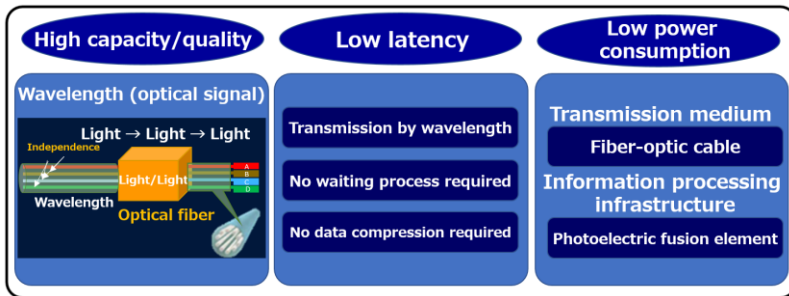 High capacity/quality
Wavelength (optical signal)
Light → Light → Light
Independence
Light/Light
A
B
C
D
Wavelength
Optical fiber
Low latency
Transmission by wavelength
No waiting process required
No data compression required
Low power
consumption
Transmission medium
Fiber-optic cable
Information processing
infrastructure
Photoelectric fusion element